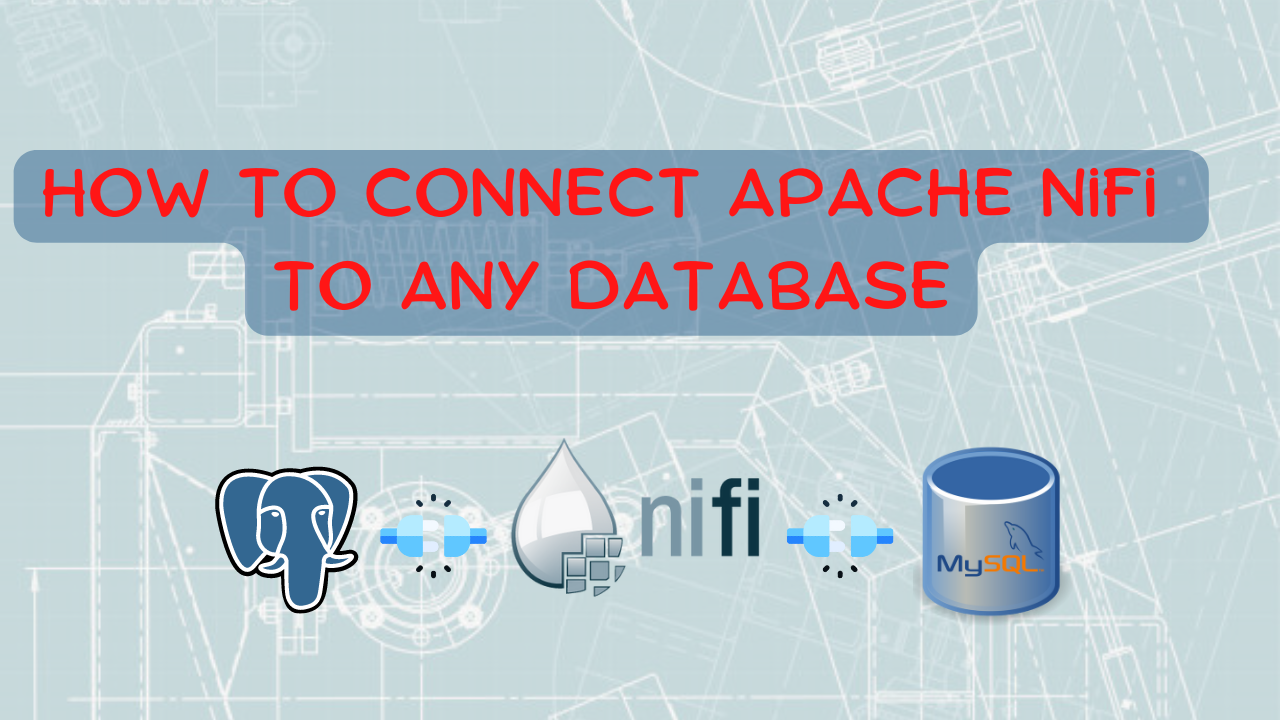 HOW TO CONNECT APACHE NiFi
TO ANY DATABASE
nifi
MySQL